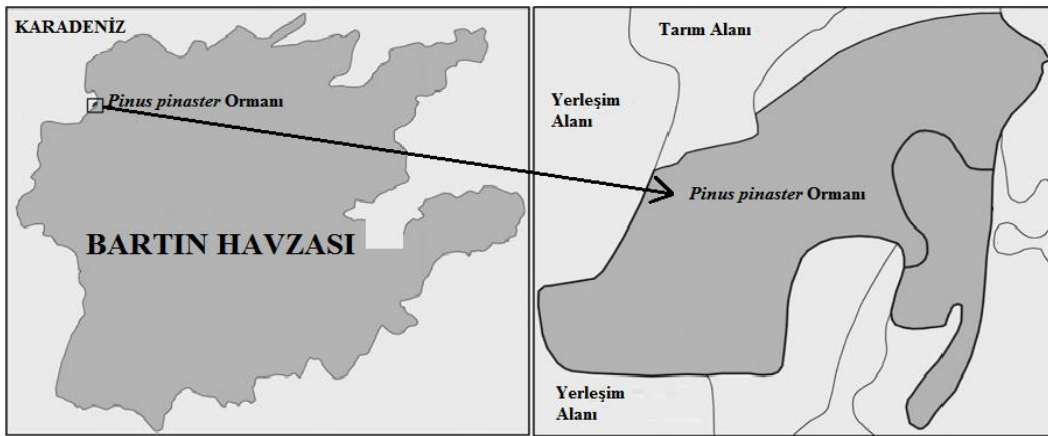 KARADENİZ
Pinus pinaster Ormanı
BARTIN HAVZASI
Tarım Alanı
Yerleşim
Alanı
Pinus pinaster Ormanı
Yerleşim
Alanı